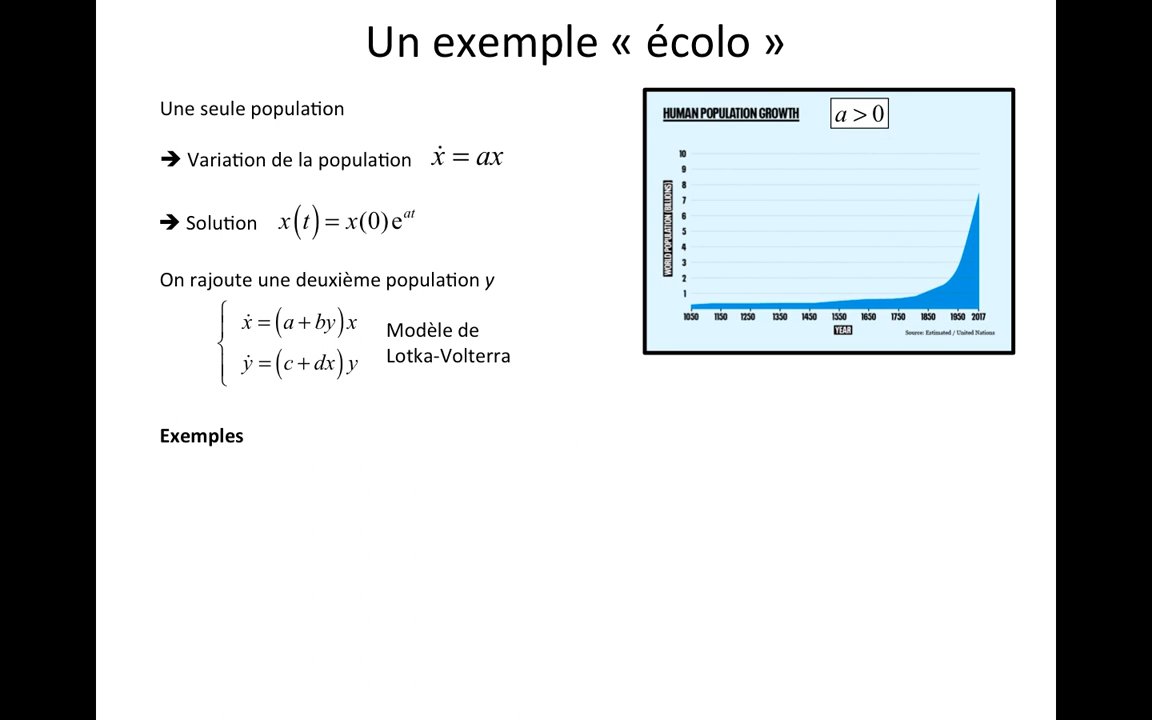 Un exemple « écolo »
Une seule population
➔ Variation de la population ẋ = ax
➔ Solution x(t) = x(0)e^{at}
On rajoute une deuxième population y
ẋ = (a + by)x
ẏ = (c + dx)y
Modèle de
Lotka-Volterra
Exemples
HUMAN POPULATION GROWTH
a > 0
WORLD POPULATION (BILLIONS)
10
9
8
7
6
5
4
3
2
1
1050 1150 1250 1350 1450 1550 1650 1750 1850 1950 2017
YEAR
Source: Estimated / United Nations